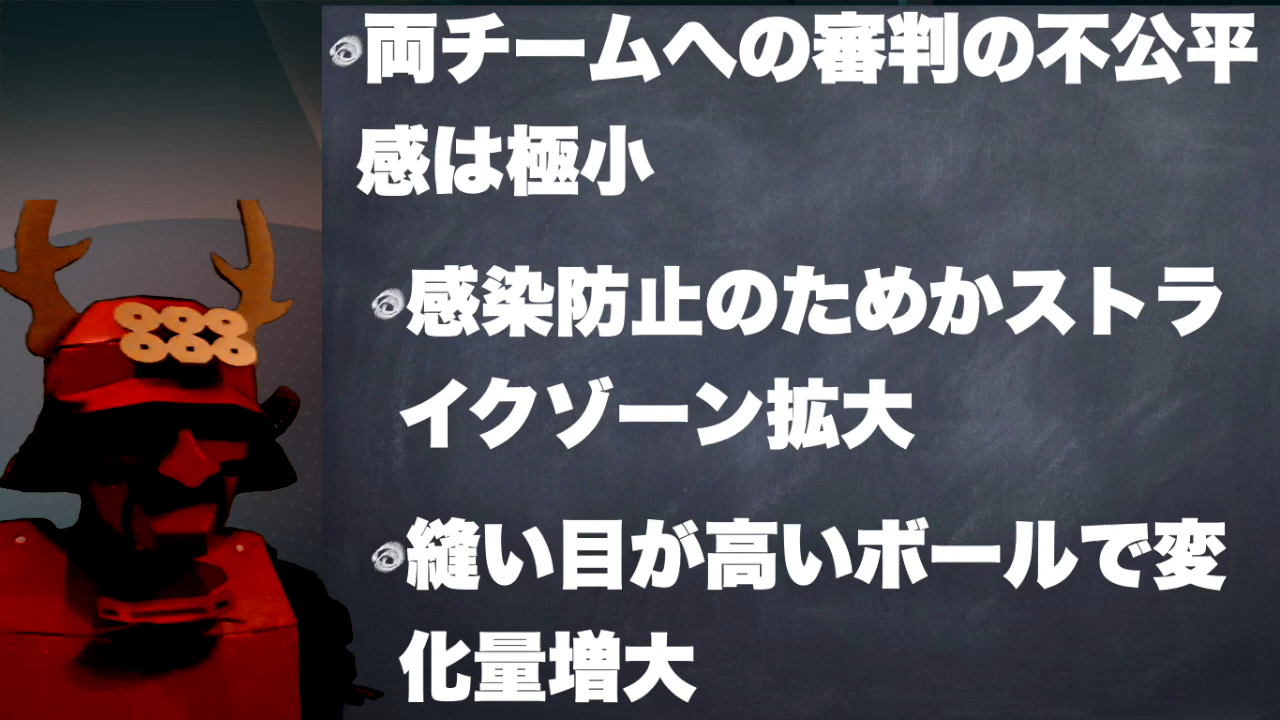 両チームへの審判の不公平
感は極小
感染防止のためかストラ
イクゾーン拡大
縫い目が高いボールで変
化量増大